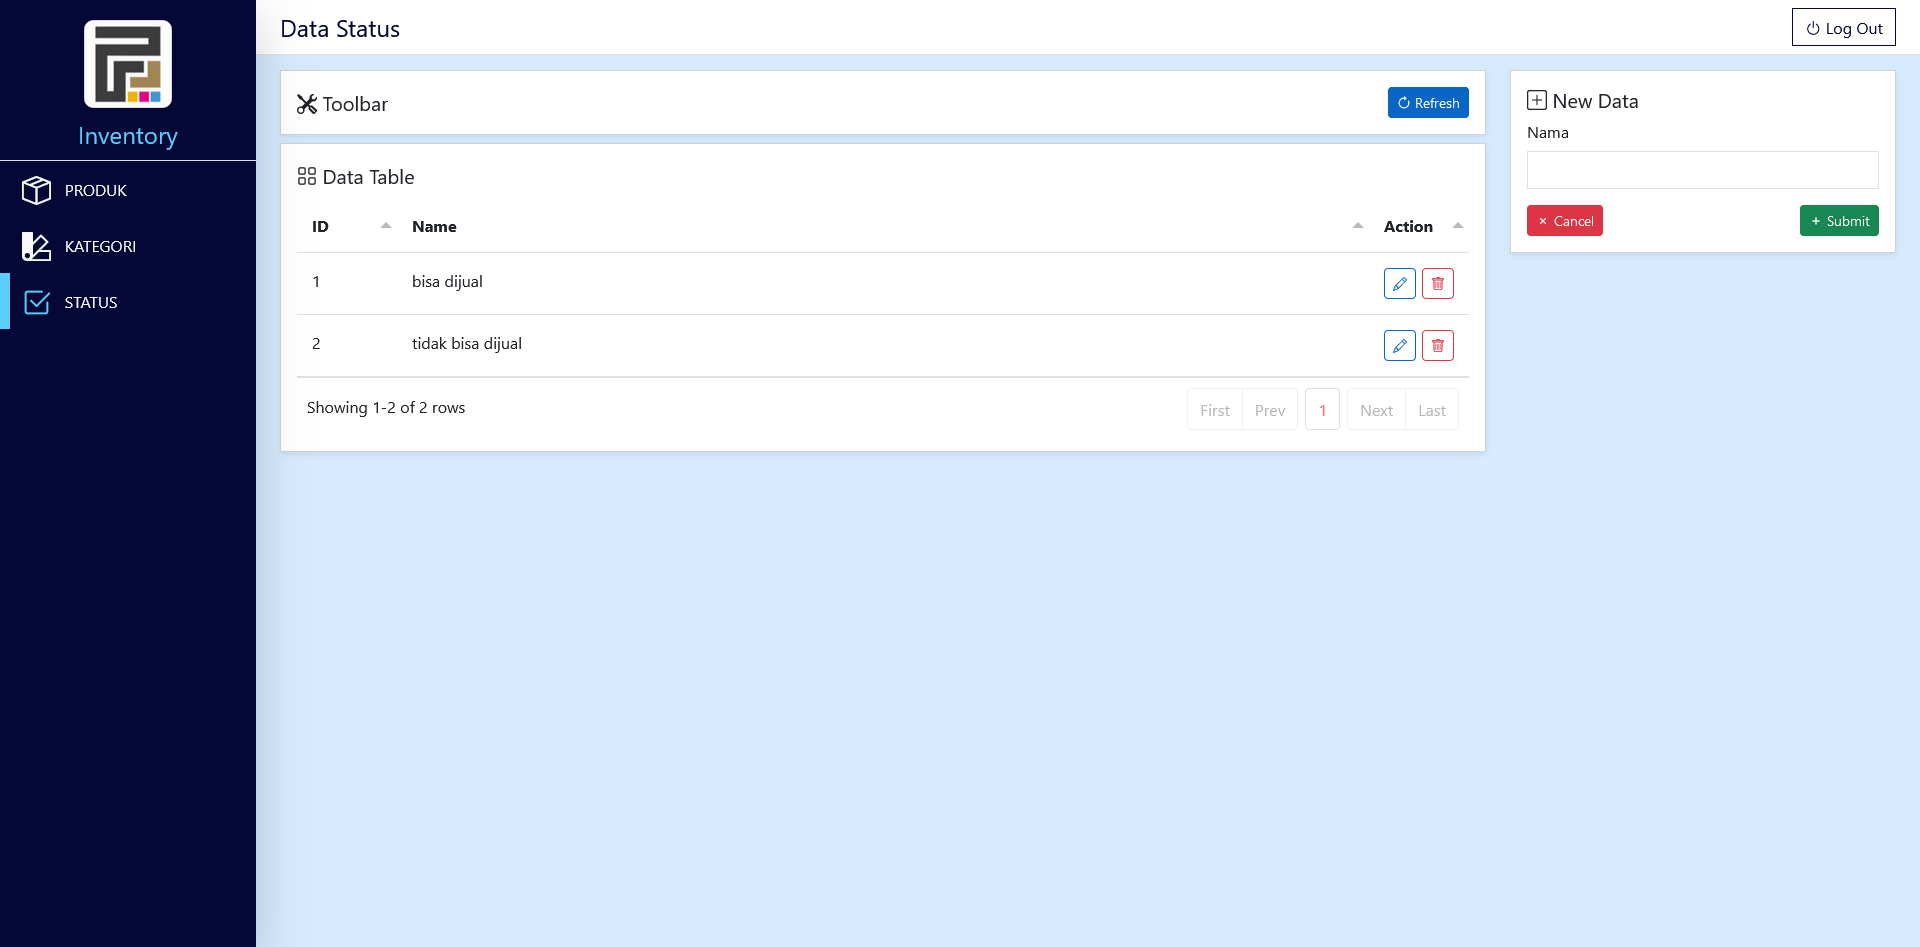 Inventory
PRODUK
KATEGORI
STATUS
Data Status
Log Out
Toolbar
Refresh
Data Table
ID Name Action
1 bisa dijual
2 tidak bisa dijual
Showing 1-2 of 2 rows
First Prev 1 Next Last
New Data
Nama
Cancel Submit